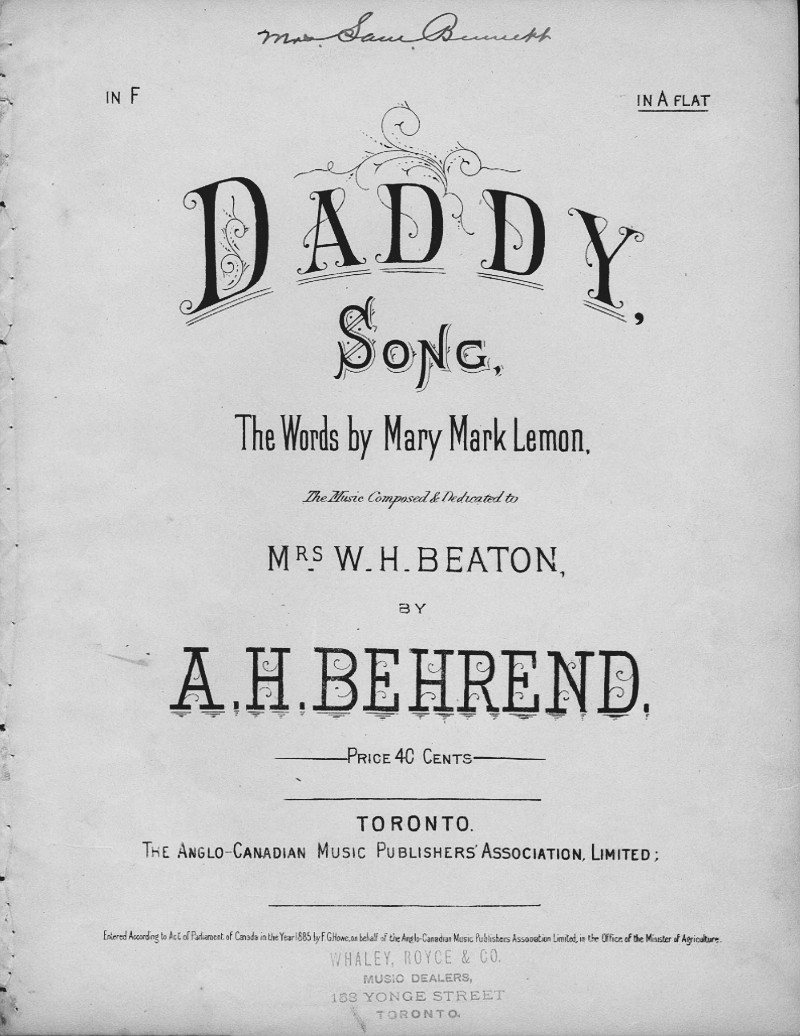 Mrs. Sam. Bennett
IN F
IN A FLAT
DADDY,
SONG,
The Words by Mary Mark Lemon,
The Music Composed & Dedicated to
MRS. W. H. BEATON,
BY
A. H. BEHREND.
PRICE 40 CENTS
TORONTO.
THE ANGLO-CANADIAN MUSIC PUBLISHERS' ASSOCIATION, LIMITED;
Entered According to Act of Parliament of Canada in the Year 1885 by F. G. Howe, on behalf of the Anglo-Canadian Music Publishers Association Limited, in the Office of the Minister of Agriculture.
WHALEY, ROYCE & CO.
MUSIC DEALERS,
158 YONGE STREET
TORONTO.